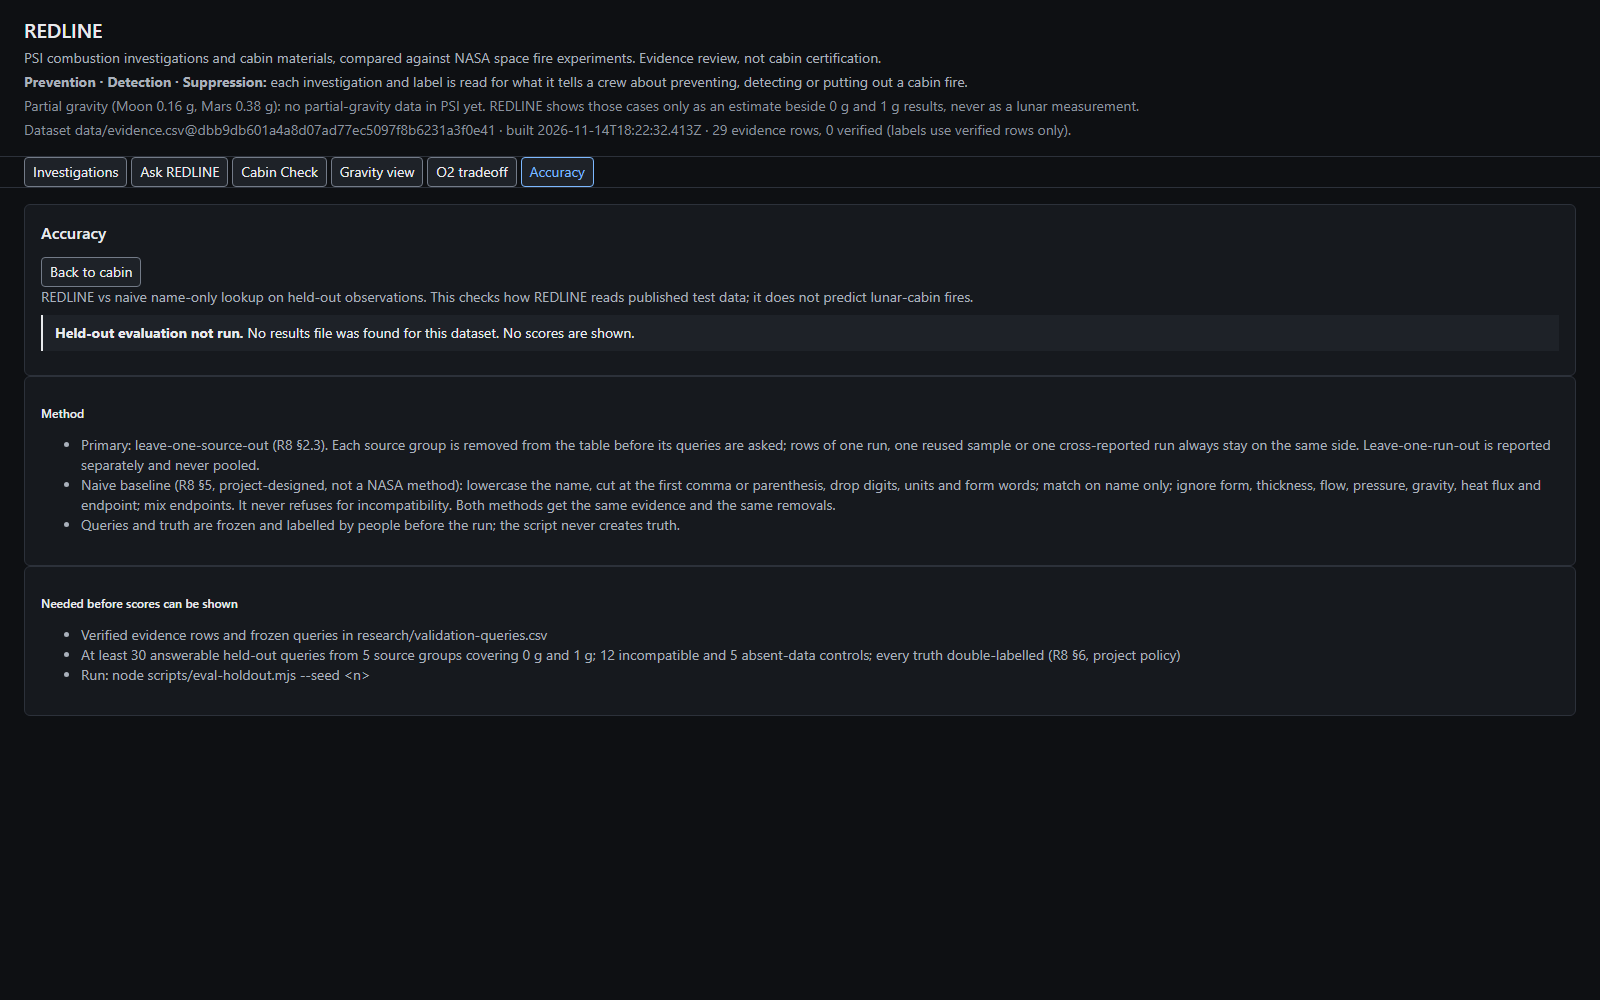 REDLINE
PSI combustion investigations and cabin materials, compared against NASA space fire experiments. Evidence review, not cabin certification.
Prevention · Detection · Suppression: each investigation and label is read for what it tells a crew about preventing, detecting or putting out a cabin fire.
Partial gravity (Moon 0.16 g, Mars 0.38 g): no partial-gravity data in PSI yet. REDLINE shows those cases only as an estimate beside 0 g and 1 g results, never as a lunar measurement.
Dataset data/evidence.csv@dbb9db601a4a8d07ad77ec5097f8b6231a3f0e41 · built 2026-11-14T18:22:32.413Z · 29 evidence rows, 0 verified (labels use verified rows only).
Investigations Ask REDLINE Cabin Check Gravity view O2 tradeoff Accuracy
Accuracy
Back to cabin
REDLINE vs naive name-only lookup on held-out observations. This checks how REDLINE reads published test data; it does not predict lunar-cabin fires.
Held-out evaluation not run. No results file was found for this dataset. No scores are shown.
Method
• Primary: leave-one-source-out (R8 §2.3). Each source group is removed from the table before its queries are asked; rows of one run, one reused sample or one cross-reported run always stay on the same side. Leave-one-run-out is reported
separately and never pooled.
• Naive baseline (R8 §5, project-designed, not a NASA method): lowercase the name, cut at the first comma or parenthesis, drop digits, units and form words; match on name only; ignore form, thickness, flow, pressure, gravity, heat flux and
endpoint; mix endpoints. It never refuses for incompatibility. Both methods get the same evidence and the same removals.
• Queries and truth are frozen and labelled by people before the run; the script never creates truth.
Needed before scores can be shown
• Verified evidence rows and frozen queries in research/validation-queries.csv
• At least 30 answerable held-out queries from 5 source groups covering 0 g and 1 g; 12 incompatible and 5 absent-data controls; every truth double-labelled (R8 §6, project policy)
• Run: node scripts/eval-holdout.mjs --seed <n>